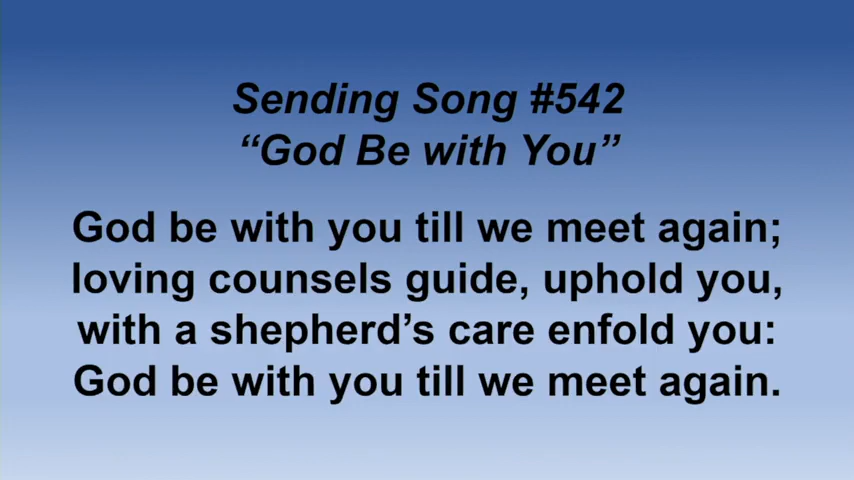 Sending Song #542
“God Be with You”
God be with you till we meet again;
loving counsels guide, uphold you,
with a shepherd’s care enfold you:
God be with you till we meet again.